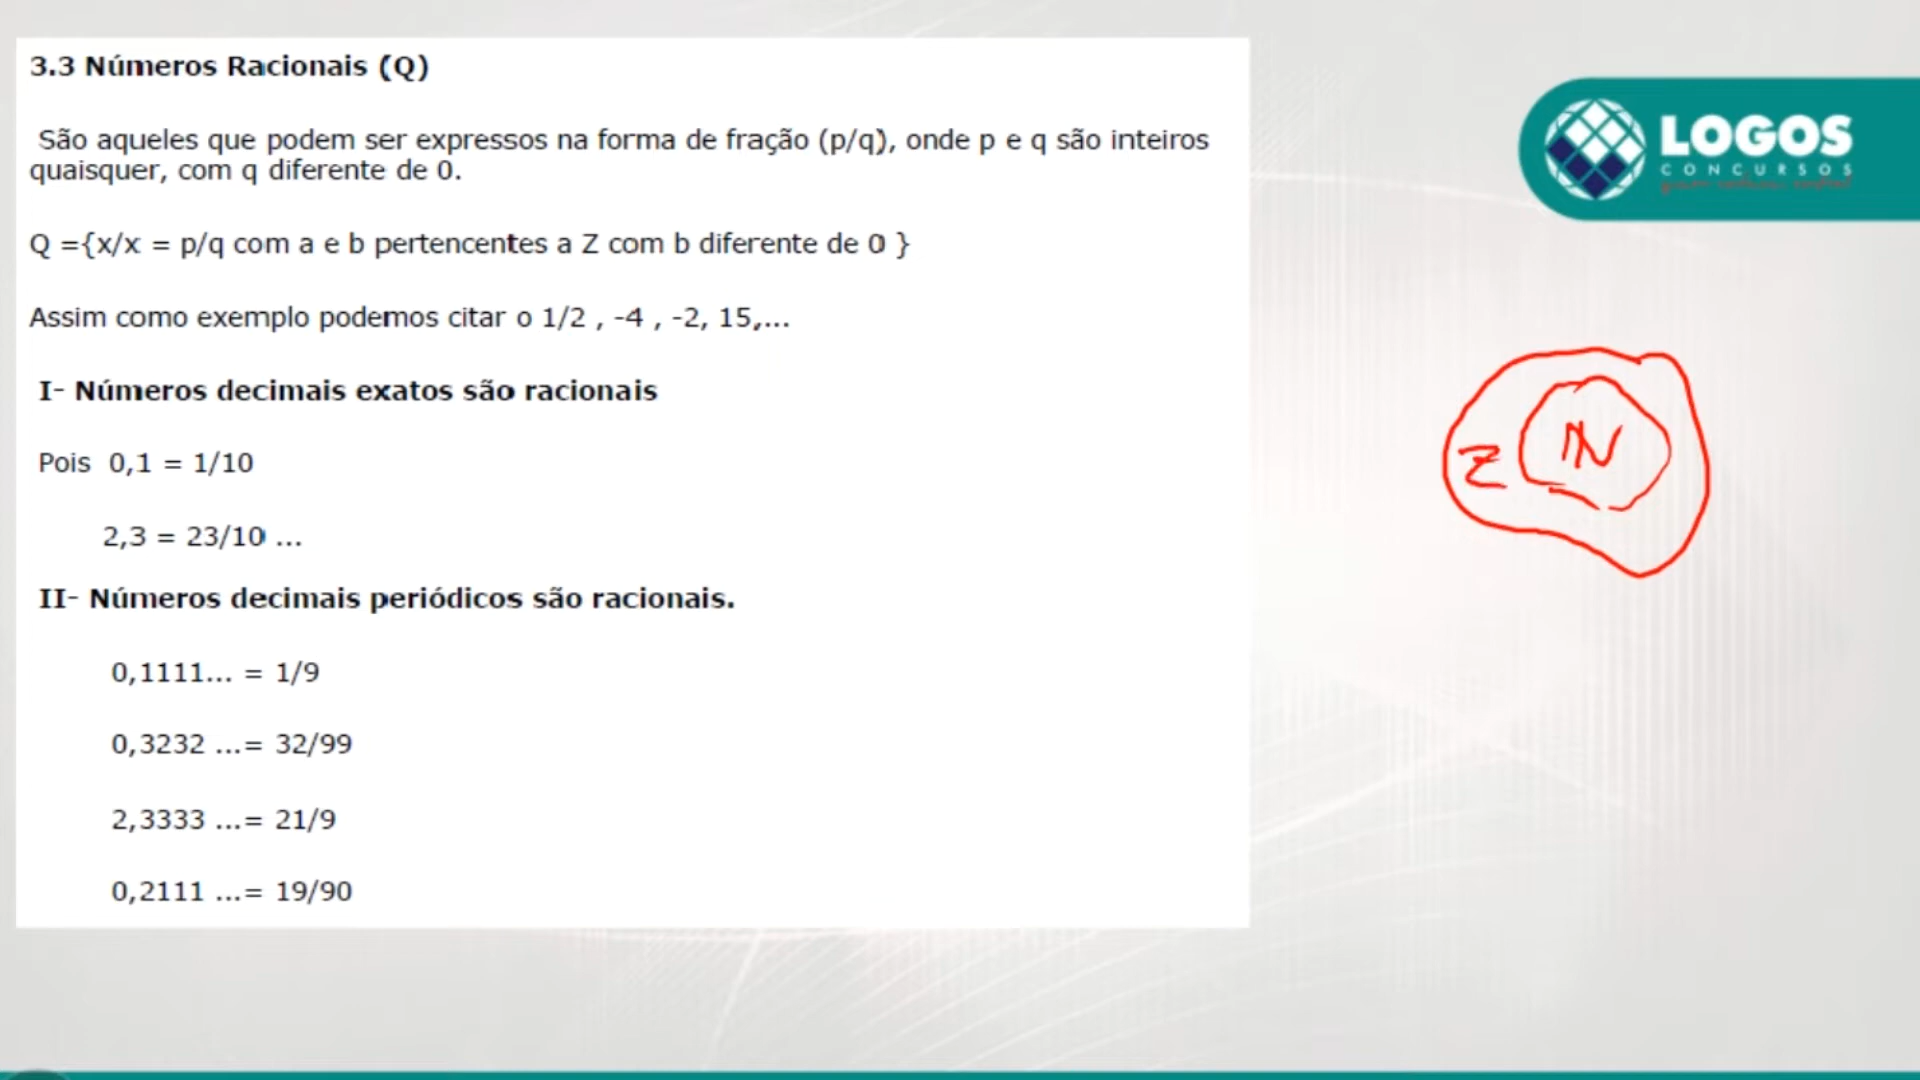 3.3 Números Racionais (Q)
São aqueles que podem ser expressos na forma de fração (p/q), onde p e q são inteiros
quaisquer, com q diferente de 0.
Q ={x/x = p/q com a e b pertencentes a Z com b diferente de 0 }
Assim como exemplo podemos citar o 1/2 , -4 , -2, 15,...
I- Números decimais exatos são racionais
Pois 0,1 = 1/10
2,3 = 23/10 ...
II- Números decimais periódicos são racionais.
0,1111... = 1/9
0,3232 ...= 32/99
2,3333 ...= 21/9
0,2111 ...= 19/90
LOGOS
CONCURSOS
Z
N